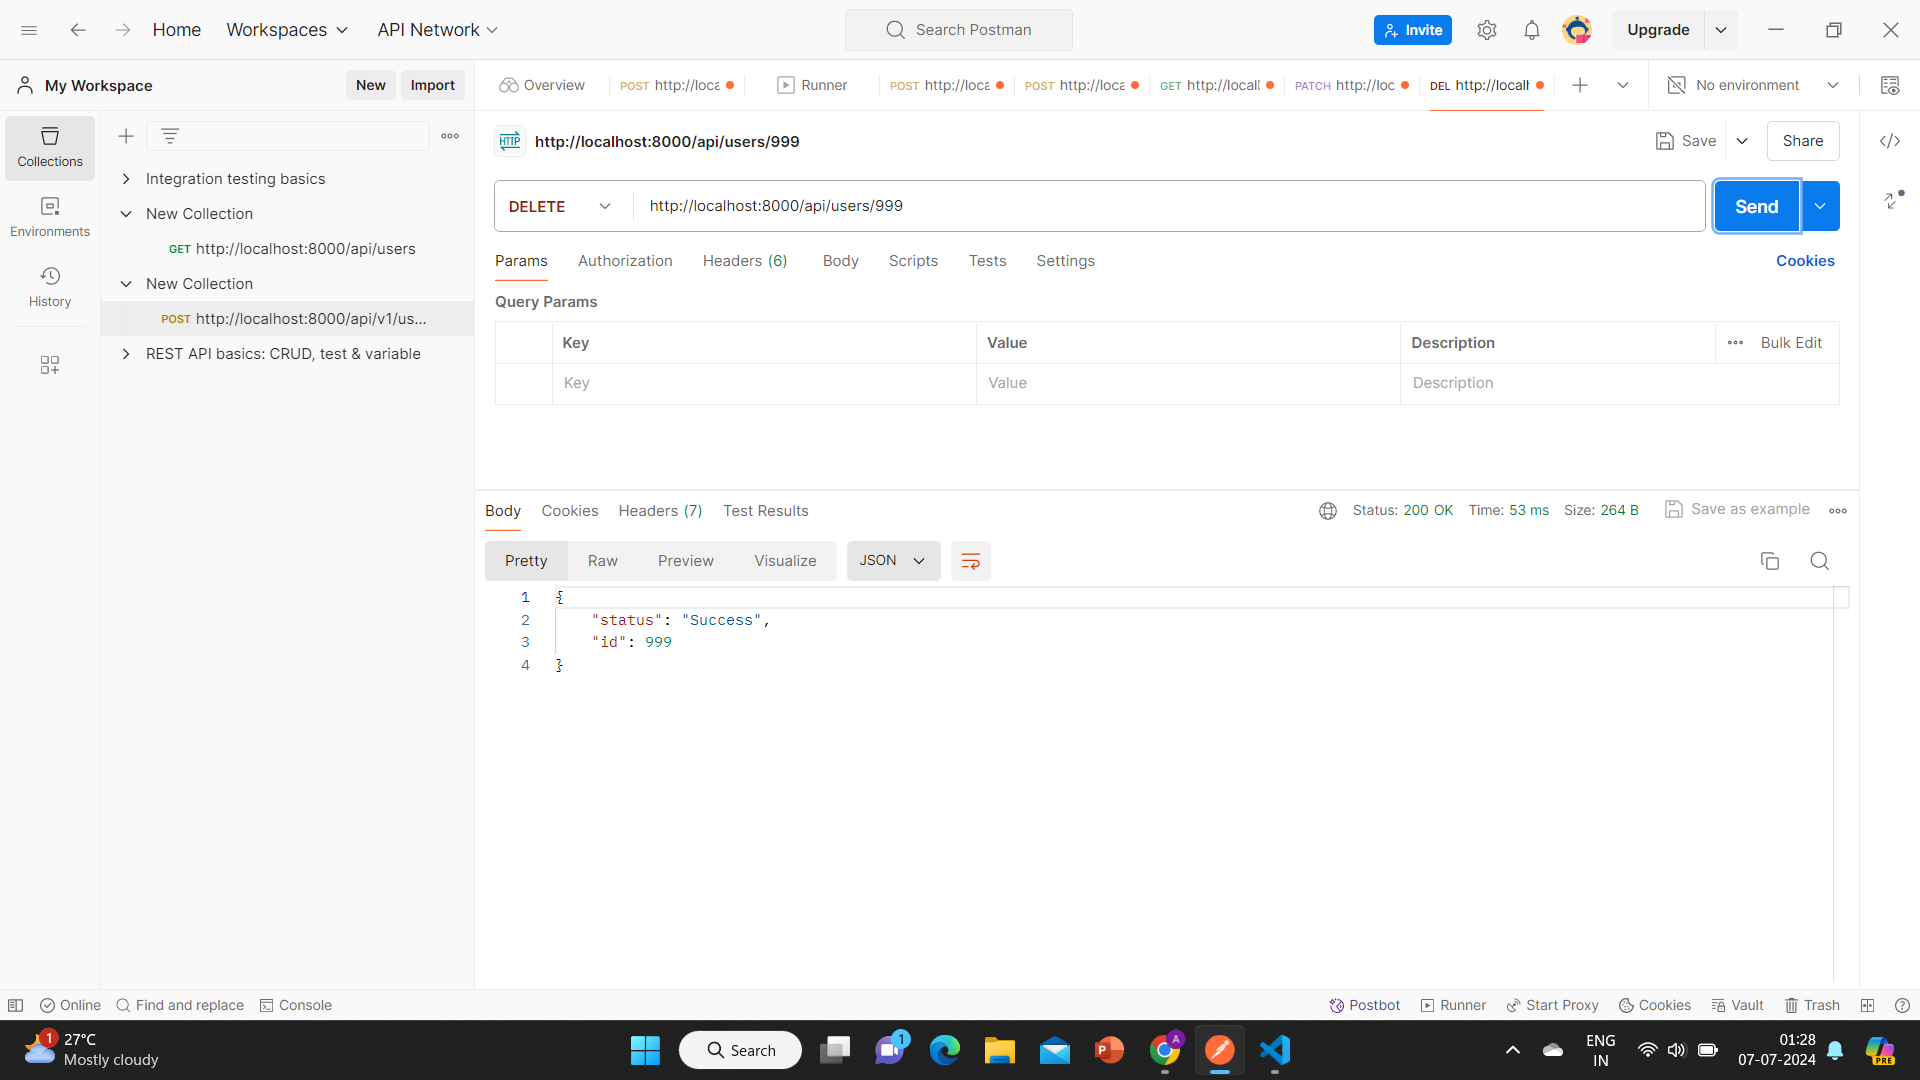 Home Workspaces API Network Search Postman Invite Upgrade
My Workspace New Import Overview POST http://loca Runner POST http://loca POST http://loca GET http://locall PATCH http://loc DEL http://localh No environment
Collections
Environments
History
Integration testing basics
New Collection
GET http://localhost:8000/api/users
New Collection
POST http://localhost:8000/api/v1/us...
REST API basics: CRUD, test & variable
HTTP http://localhost:8000/api/users/999 Save Share
DELETE http://localhost:8000/api/users/999 Send
Params Authorization Headers (6) Body Scripts Tests Settings Cookies
Query Params
Key Value Description Bulk Edit
Key Value Description
Body Cookies Headers (7) Test Results Status: 200 OK Time: 53 ms Size: 264 B Save as example
Pretty Raw Preview Visualize JSON
1 {
2 "status": "Success",
3 "id": 999
4 }
Online Find and replace Console Postbot Runner Start Proxy Cookies Vault Trash
1 27°C
Mostly cloudy
Search
1
A
P
ENG
IN
01:28
07-07-2024
PRE